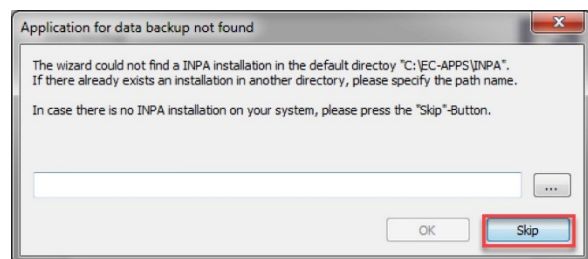 Application for data backup not found
The wizard could not find a INPA installation in the default directoy "C:\EC-APPS\INPA".
If there already exists an installation in another directory, please specify the path name.
In case there is no INPA installation on your system, please press the "Skip"-Button.
...
OK
Skip